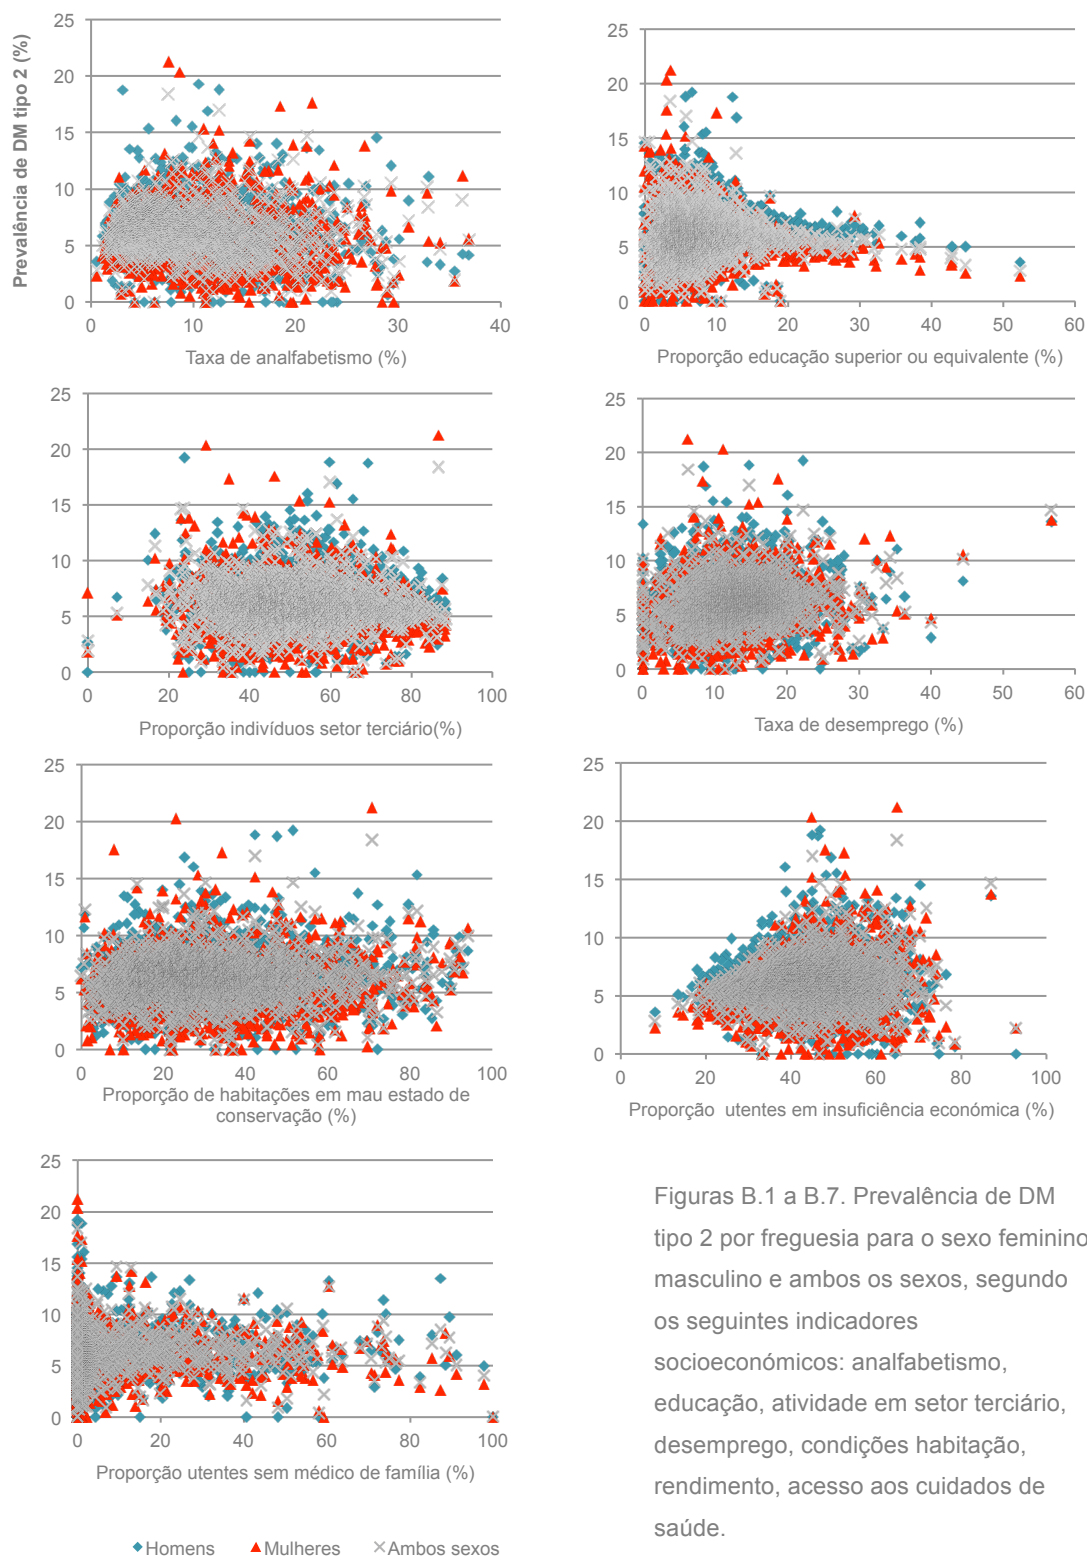 Prevalência de DM tipo 2 (%)
25
20
15
10
5
0
0 10 20 30 40
Taxa de analfabetismo (%)
25
20
15
10
5
0
0 10 20 30 40 50 60
Proporção educação superior ou equivalente (%)
25
20
15
10
5
0
0 20 40 60 80 100
Proporção indivíduos setor terciário(%)
25
20
15
10
5
0
0 10 20 30 40 50 60
Taxa de desemprego (%)
25
20
15
10
5
0
0 20 40 60 80 100
Proporção de habitações em mau estado de
conservação (%)
25
20
15
10
5
0
0 20 40 60 80 100
Proporção utentes em insuficiência económica (%)
25
20
15
10
5
0
0 20 40 60 80 100
Proporção utentes sem médico de família (%)
Homens Mulheres Ambos sexos
Figuras B.1 a B.7. Prevalência de DM
tipo 2 por freguesia para o sexo feminino
masculino e ambos os sexos, segundo
os seguintes indicadores
socioeconómicos: analfabetismo,
educação, atividade em setor terciário,
desemprego, condições habitação,
rendimento, acesso aos cuidados de
saúde.